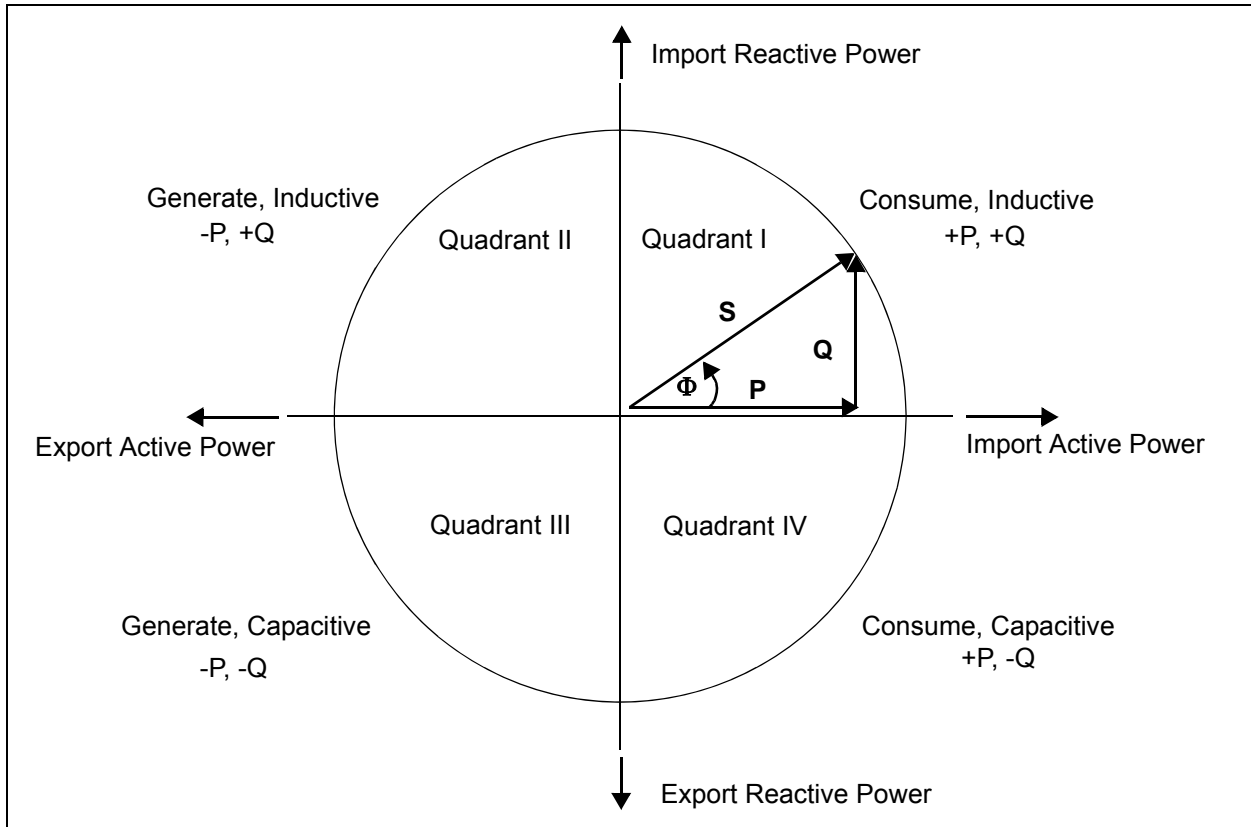 Import Reactive Power
Generate, Inductive
-P, +Q
Quadrant II
Quadrant I
Consume, Inductive
+P, +Q
S
Q
Φ
P
Export Active Power
Import Active Power
Quadrant III
Quadrant IV
Generate, Capacitive
-P, -Q
Consume, Capacitive
+P, -Q
Export Reactive Power